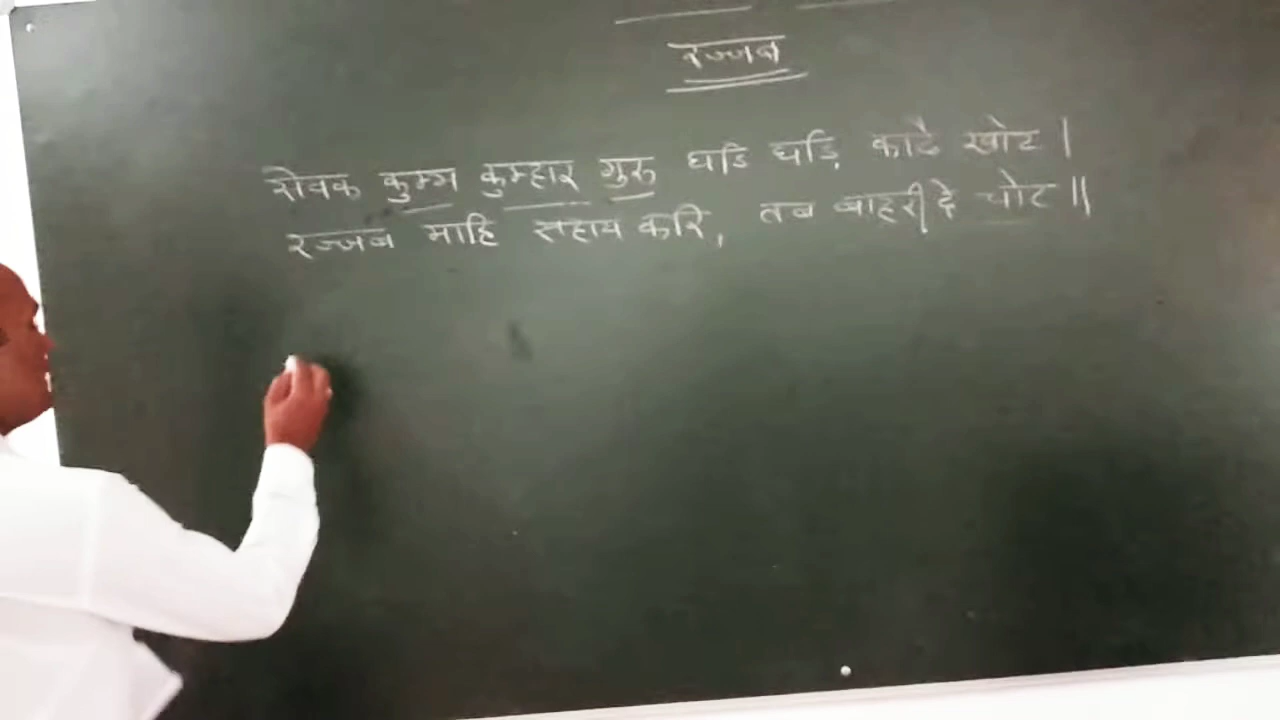 रज्जब
सेवक कुम्भ कुम्हार गुरु घडि घड़ि काढै खोट।
रज्जब माहि सहाय करि, तब बाहरी दे चोट॥